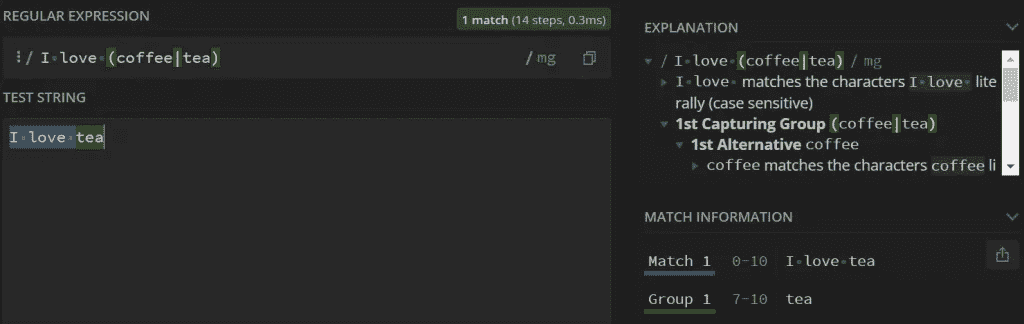 REGULAR EXPRESSION
1 match (14 steps, 0.3ms)
/ I love (coffee|tea)
/ mg
TEST STRING
I love tea
EXPLANATION
/ I love (coffee|tea) / mg
I love matches the characters I love lite
rally (case sensitive)
1st Capturing Group (coffee|tea)
1st Alternative coffee
coffee matches the characters coffee li
MATCH INFORMATION
Match 1 0-10 I love tea
Group 1 7-10 tea